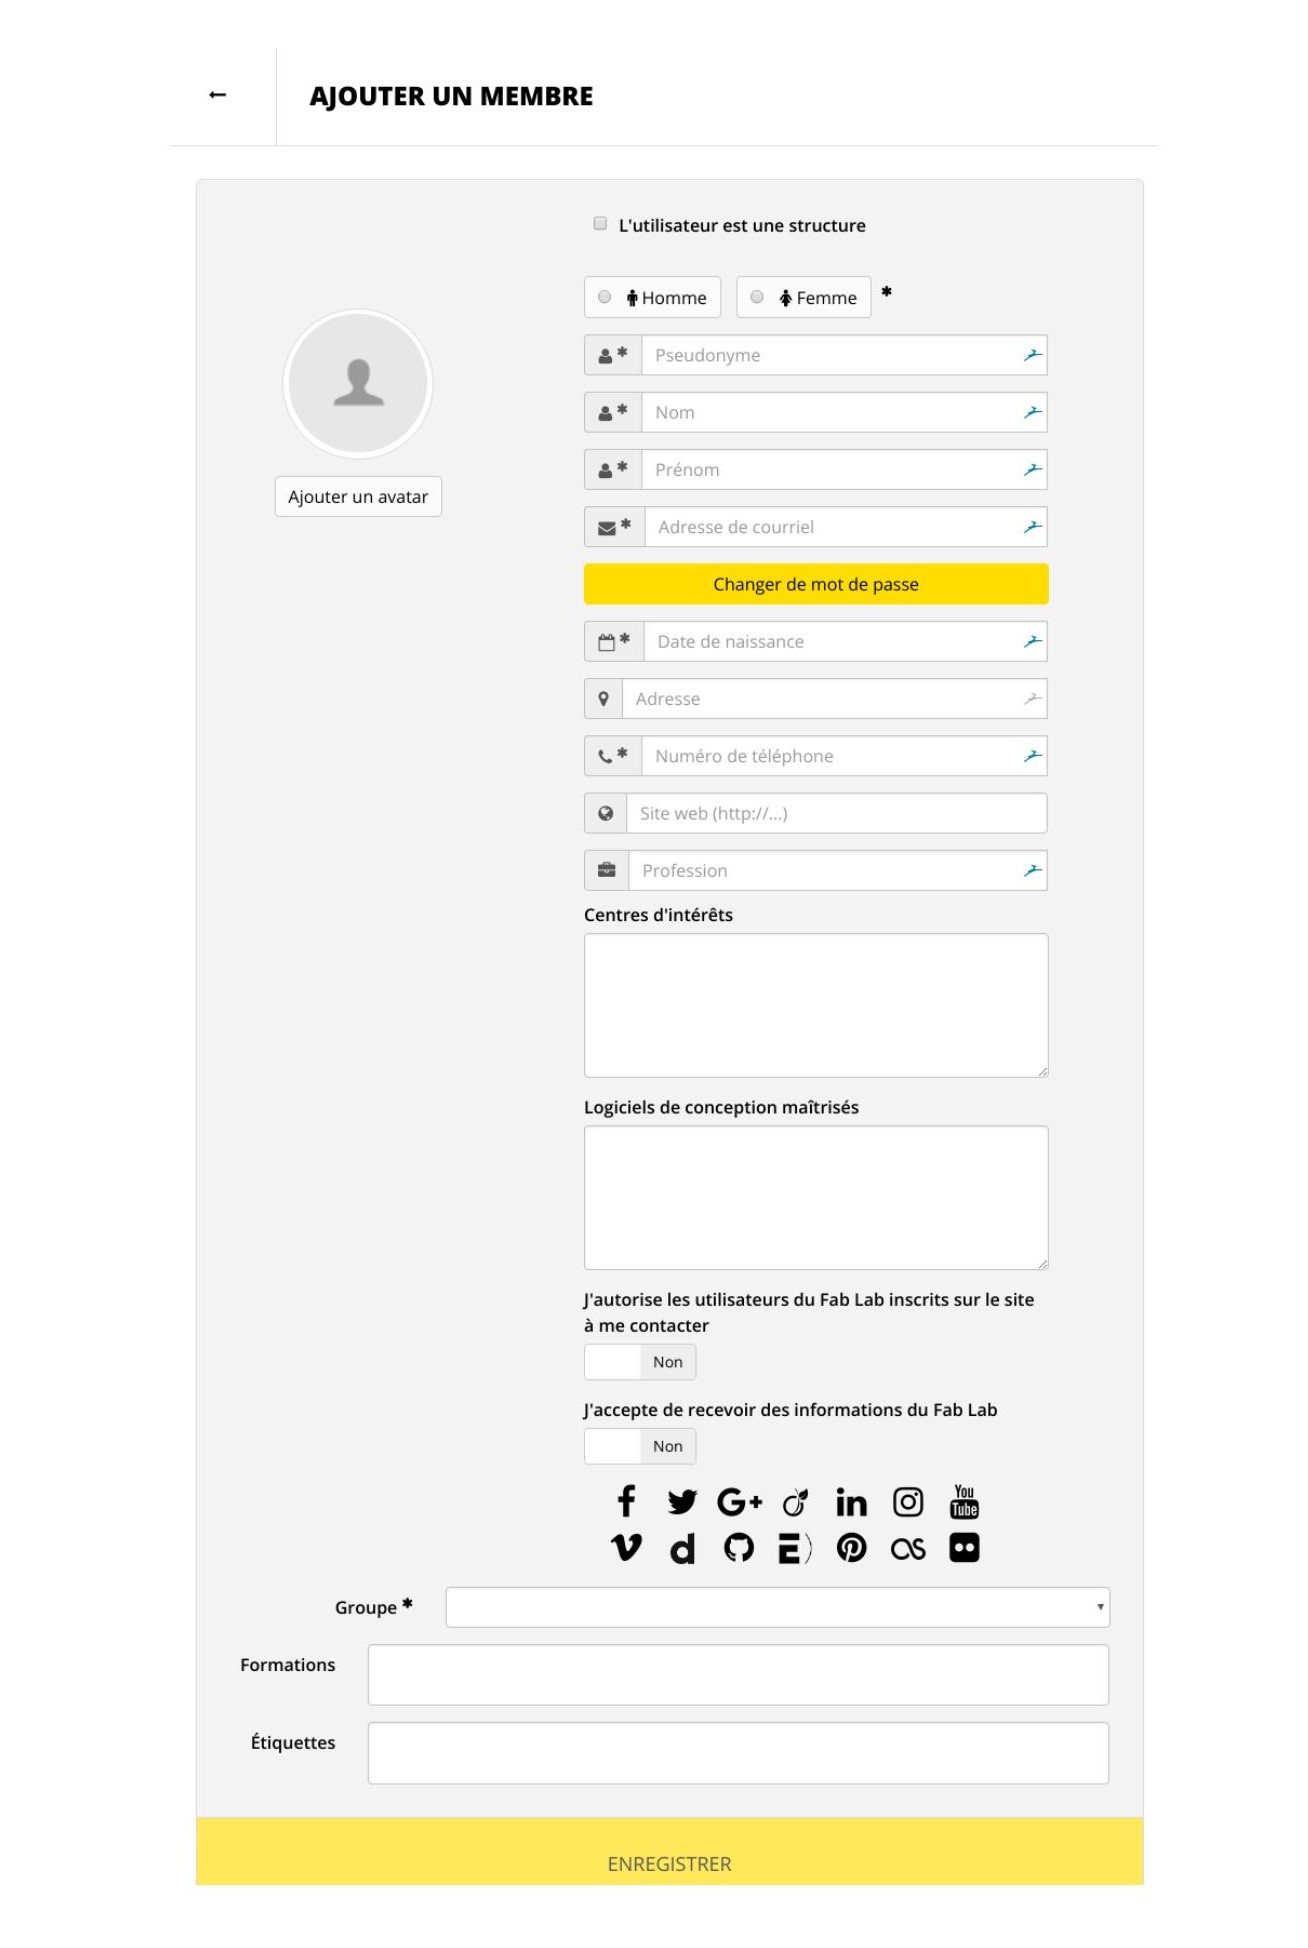 AJOUTER UN MEMBRE
L'utilisateur est une structure
Homme Femme *
* Pseudonyme
* Nom
* Prénom
Ajouter un avatar
* Adresse de courriel
Changer de mot de passe
* Date de naissance
Adresse
* Numéro de téléphone
Site web (http://...)
Profession
Centres d'intérêts
Logiciels de conception maîtrisés
J'autorise les utilisateurs du Fab Lab inscrits sur le site
à me contacter
Non
J'accepte de recevoir des informations du Fab Lab
Non
You
Tube
Groupe *
Formations
Étiquettes
ENREGISTRER